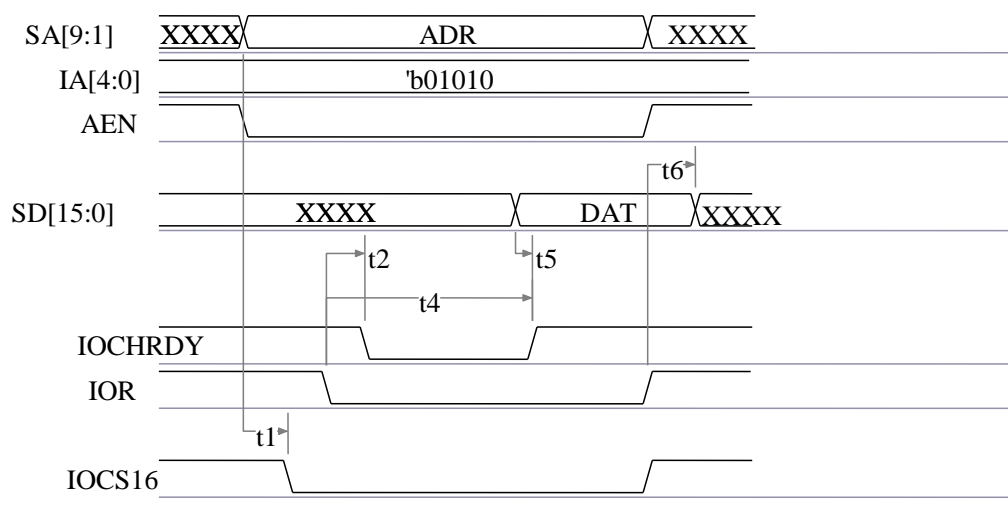 SA[9:1] XXXX ADR XXXX
IA[4:0] 'b01010
AEN
t6
SD[15:0] XXXX DAT XXXX
t2 t5
t4
IOCHRDY
IOR
t1
IOCS16